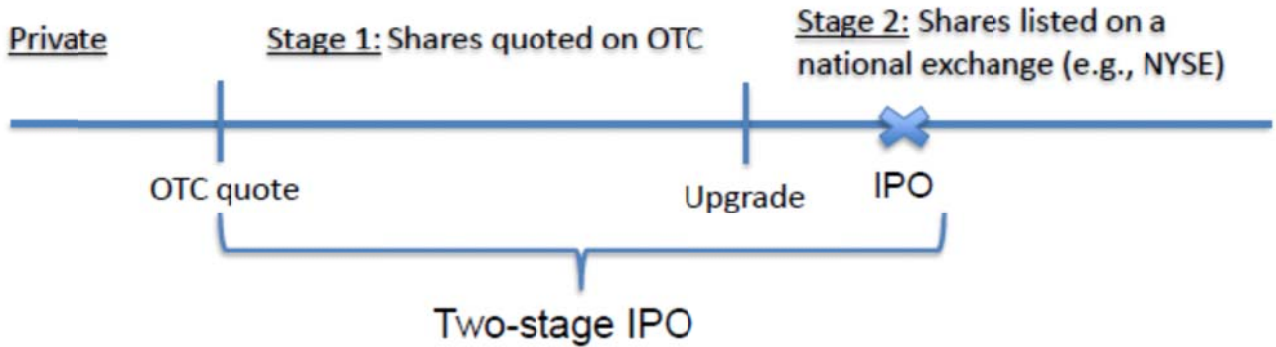 Private
Stage 1: Shares quoted on OTC
Stage 2: Shares listed on a
national exchange (e.g., NYSE)
OTC quote
Upgrade
IPO
Two-stage IPO